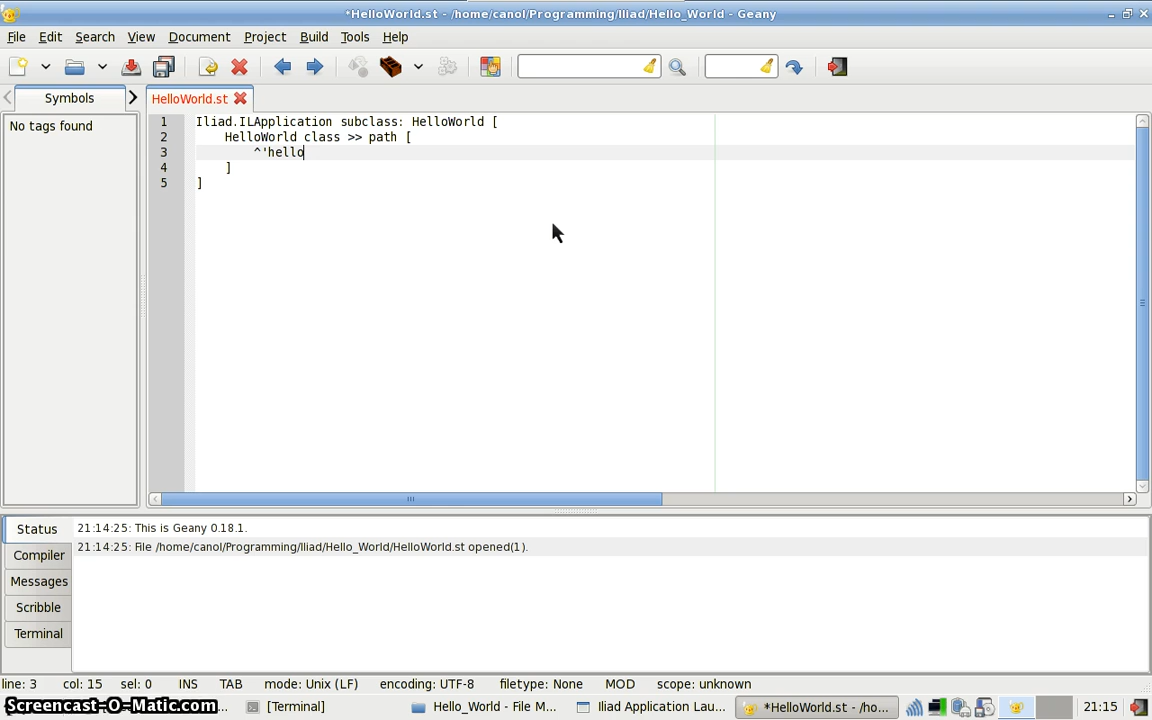 *HelloWorld.st - /home/canol/Programming/Iliad/Hello_World - Geany
File Edit Search View Document Project Build Tools Help
Symbols
HelloWorld.st
No tags found
1 Iliad.ILApplication subclass: HelloWorld [
2 HelloWorld class >> path [
3 ^'hello
4 ]
5 ]
Status
21:14:25: This is Geany 0.18.1.
Compiler
21:14:25: File /home/canol/Programming/Iliad/Hello_World/HelloWorld.st opened(1).
Messages
Scribble
Terminal
line: 3 col: 15 sel: 0 INS TAB mode: Unix (LF) encoding: UTF-8 filetype: None MOD scope: unknown
Screencast-O-Matic.com ... [Terminal] Hello_World - File M... Iliad Application Lau... *HelloWorld.st - /ho... 21:15